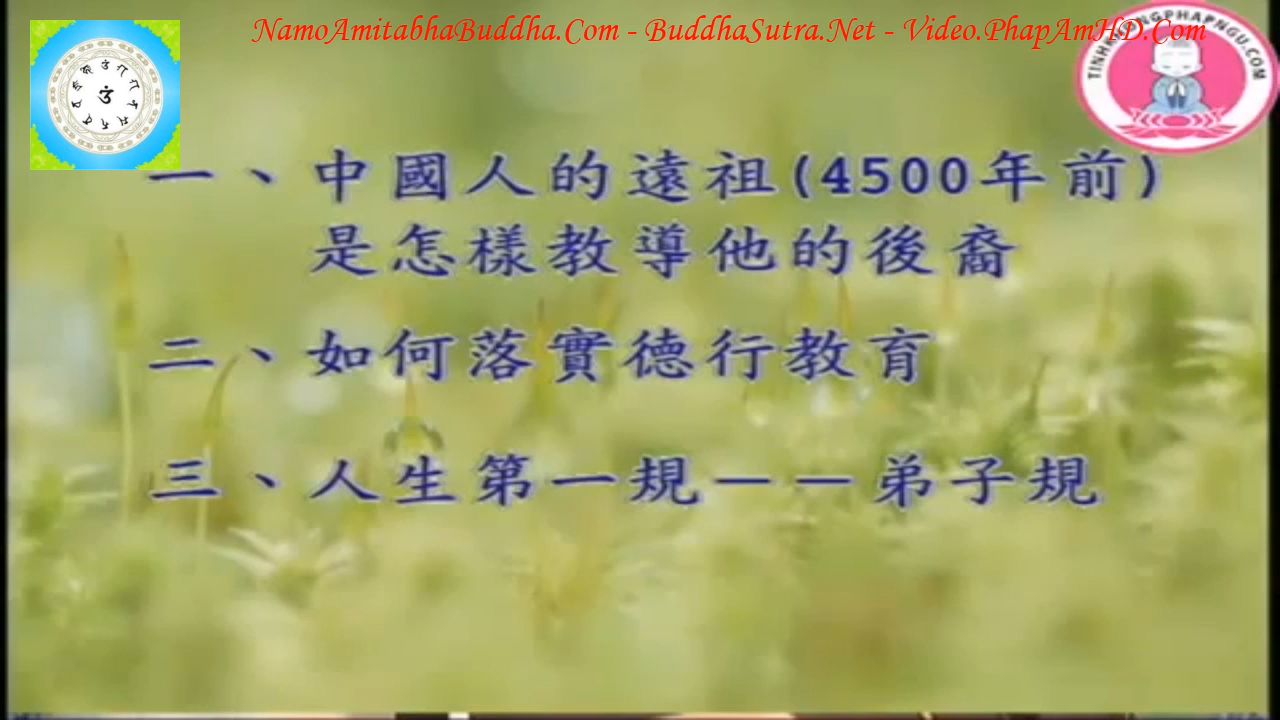 NamoAmitabhaBuddha.Com - BuddhaSutra.Net - Video.PhapAmHD.Com
TINHKHONGPHAPNGU.COM
一、中國人的遠祖(4500年前)
是怎樣教導他的後裔
二、如何落實德行教育
三、人生第一規－－弟子規